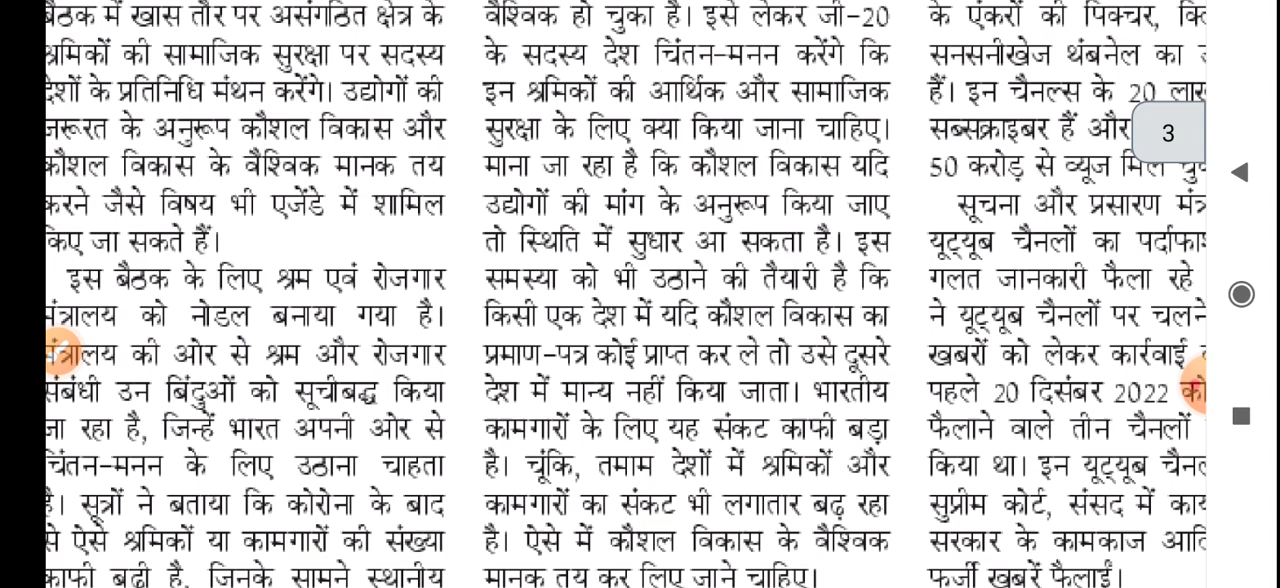 बैठक में खास तौर पर असंगठित क्षेत्र के
श्रमिकों की सामाजिक सुरक्षा पर सदस्य
देशों के प्रतिनिधि मंथन करेंगे। उद्योगों की
जरूरत के अनुरूप कौशल विकास और
कौशल विकास के वैश्विक मानक तय
करने जैसे विषय भी एजेंडे में शामिल
किए जा सकते हैं।
इस बैठक के लिए श्रम एवं रोजगार
मंत्रालय को नोडल बनाया गया है।
मंत्रालय की ओर से श्रम और रोजगार
संबंधी उन बिंदुओं को सूचीबद्ध किया
जा रहा है, जिन्हें भारत अपनी ओर से
चिंतन-मनन के लिए उठाना चाहता
है। सूत्रों ने बताया कि कोरोना के बाद
से ऐसे श्रमिकों या कामगारों की संख्या
काफी बढ़ी है, जिनके सामने स्थानीय
वैश्विक हो चुका है। इसे लेकर जी-20
के सदस्य देश चिंतन-मनन करेंगे कि
इन श्रमिकों की आर्थिक और सामाजिक
सुरक्षा के लिए क्या किया जाना चाहिए।
माना जा रहा है कि कौशल विकास यदि
उद्योगों की मांग के अनुरूप किया जाए
तो स्थिति में सुधार आ सकता है। इस
समस्या को भी उठाने की तैयारी है कि
किसी एक देश में यदि कौशल विकास का
प्रमाण-पत्र कोई प्राप्त कर ले तो उसे दूसरे
देश में मान्य नहीं किया जाता। भारतीय
कामगारों के लिए यह संकट काफी बड़ा
है। चूंकि, तमाम देशों में श्रमिकों और
कामगारों का संकट भी लगातार बढ़ रहा
है। ऐसे में कौशल विकास के वैश्विक
मानक तय कर लिए जाने चाहिए।
के एंकरों की पिक्चर,
सनसनीखेज थंबनेल का
हैं। इन चैनल्स के 20
सब्सक्राइबर हैं और
50 करोड़ से व्यूज मिल
सूचना और प्रसारण
यूट्यूब चैनलों का
गलत जानकारी फैला रहे
ने यूट्यूब चैनलों पर चलने
खबरों को लेकर कार्रवाई
पहले 20 दिसंबर 2022 को
फैलाने वाले तीन चैनलों
किया था। इन यूट्यूब
सुप्रीम कोर्ट, संसद में
सरकार के कामकाज
फर्जी खबरें फैलाईं।
3